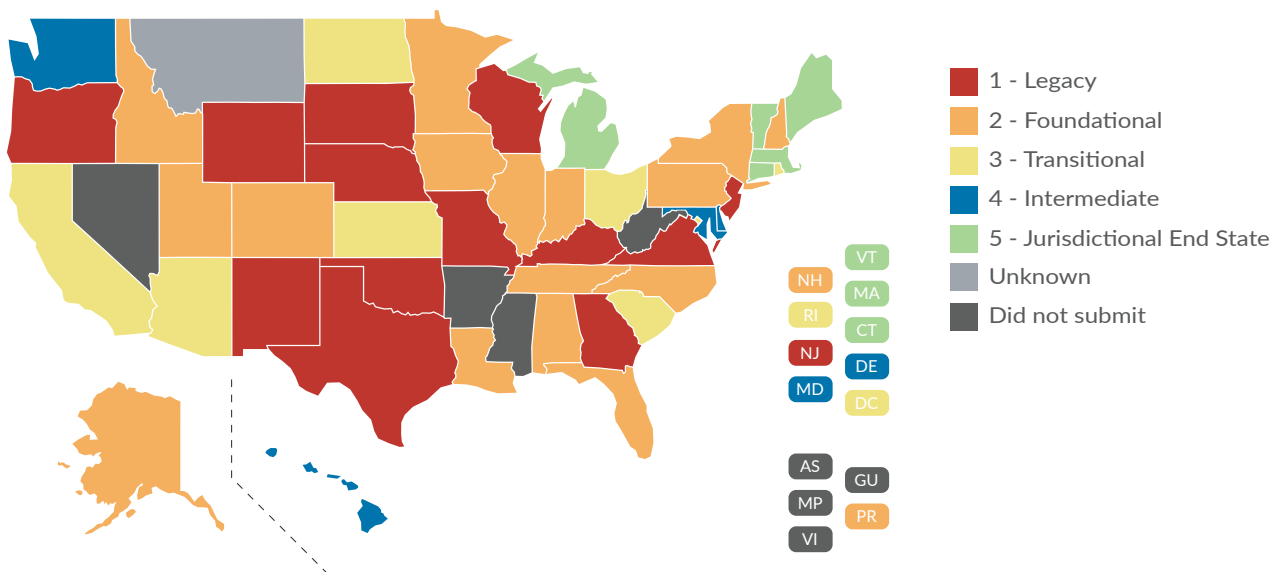 1 - Legacy
2 - Foundational
3 - Transitional
4 - Intermediate
5 - Jurisdictional End State
Unknown
Did not submit
VT
NH
MA
RI
CT
NJ
DE
MD
DC
AS
GU
MP
PR
VI